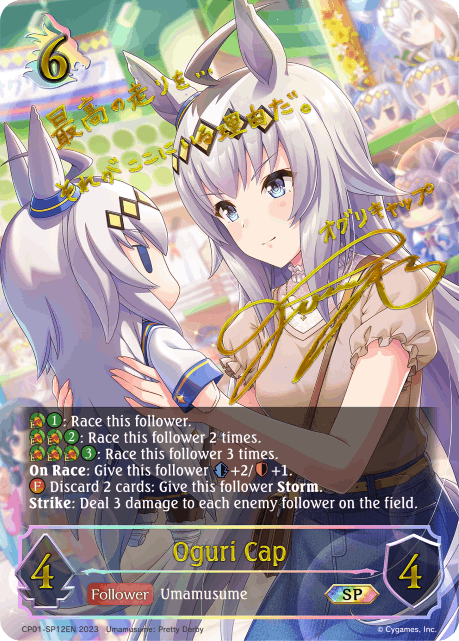 6
最高の走りを…
それがここにいる理由だ。
オグリキャップ
1: Race this follower.
2: Race this follower 2 times.
3: Race this follower 3 times.
On Race: Give this follower +2/ +1.
F Discard 2 cards: Give this follower Storm.
Strike: Deal 3 damage to each enemy follower on the field.
Oguri Cap
4 Follower Umamusume SP 4
CP01-SP12EN 2023 Umamusume: Pretty Derby © Cygames, Inc.